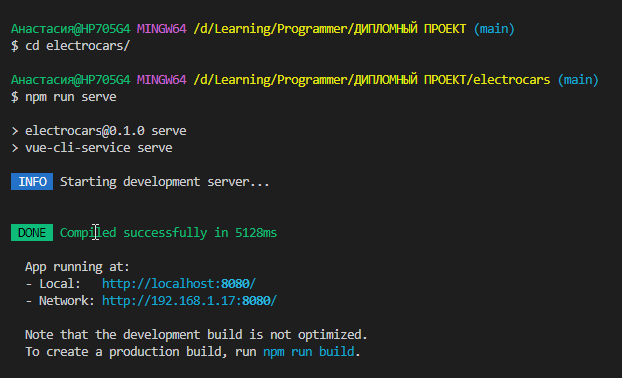 Анастасия@HP705G4 MINGW64 /d/Learning/Programmer/ДИПЛОМНЫЙ ПРОЕКТ (main)
$ cd electrocars/
Анастасия@HP705G4 MINGW64 /d/Learning/Programmer/ДИПЛОМНЫЙ ПРОЕКТ/electrocars (main)
$ npm run serve
> electrocars@0.1.0 serve
> vue-cli-service serve
INFO Starting development server...
DONE Compiled successfully in 5128ms
App running at:
- Local: http://localhost:8080/
- Network: http://192.168.1.17:8080/
Note that the development build is not optimized.
To create a production build, run npm run build.